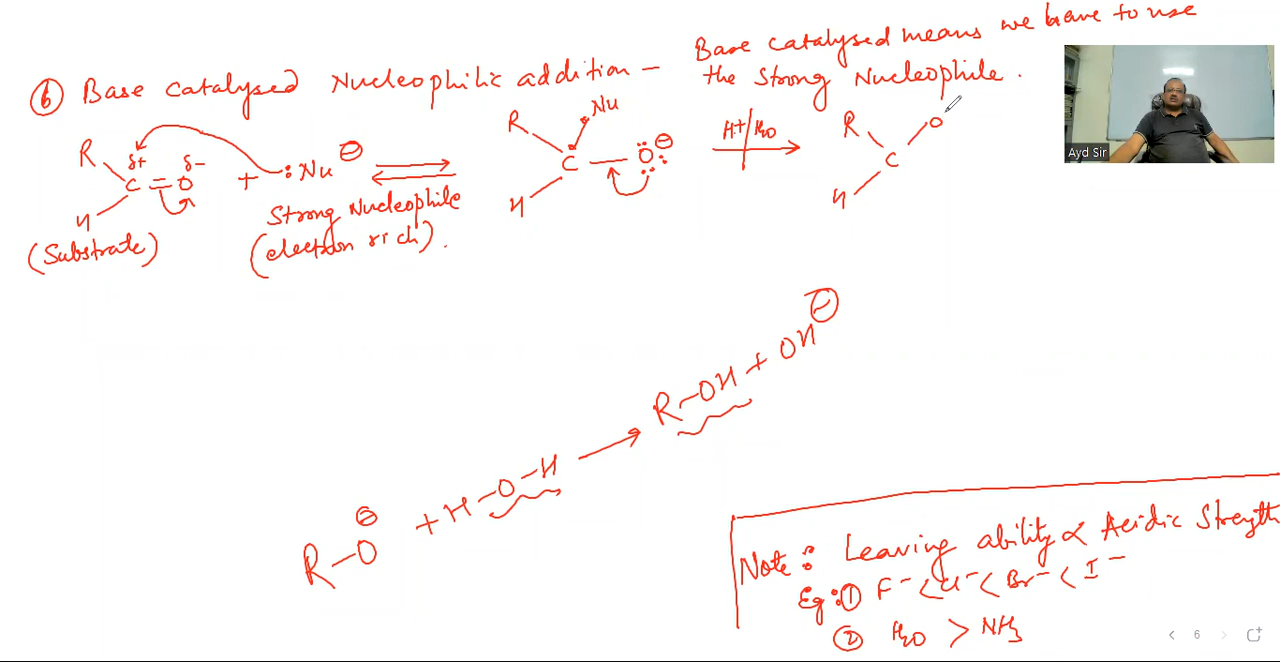 Base catalysed means we have to use
the strong Nucleophile.
⑥ Base catalysed Nucleophilic addition –
R
δ+ δ-
C = O + :Nu ⊖
H
(Substrate)
Strong Nucleophile
(electron rich).
R Nu
C — O ⊖
H
H+/H2O
R O
C
H
Ayd Sir
R-O ⊖ + H-O-H → R-OH + OH ⊖
Note: Leaving ability ∝ Acidic Strength
Eg: ① F- < Cl- < Br- < I-
② H2O > NH3
6